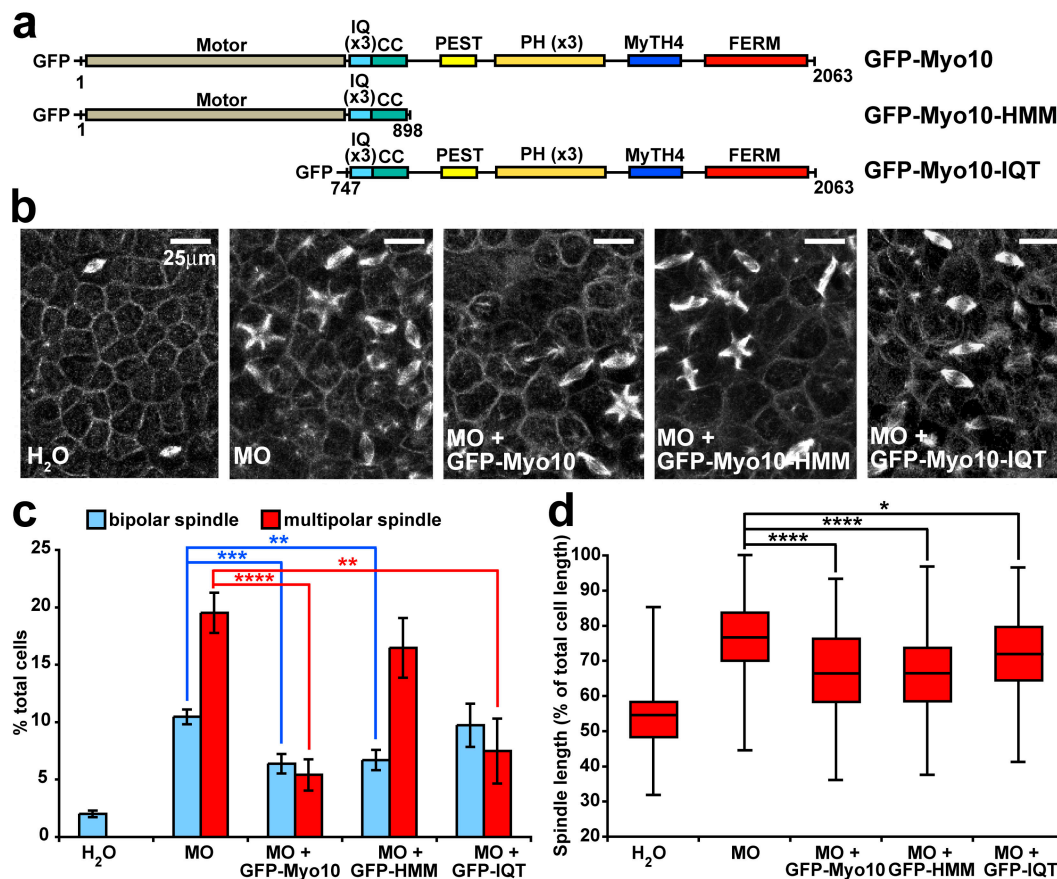 a
IQ
Motor (x3) CC PEST PH (x3) MyTH4 FERM
GFP GFP-Myo10
1 2063
IQ
Motor (x3) CC
GFP GFP-Myo10-HMM
1 898
IQ
(x3) CC PEST PH (x3) MyTH4 FERM
GFP GFP-Myo10-IQT
747 2063
b
25μm
H₂O
MO
MO +
GFP-Myo10
MO +
GFP-Myo10-HMM
MO +
GFP-Myo10-IQT
c
bipolar spindle multipolar spindle
% total cells
25
20
15
10
5
0
**
***
**
****
H₂O MO MO + MO + MO +
GFP-Myo10 GFP-HMM GFP-IQT
d
Spindle length (% of total cell length)
100
90
80
70
60
50
40
30
20
*
****
****
H₂O MO MO + MO + MO +
GFP-Myo10 GFP-HMM GFP-IQT